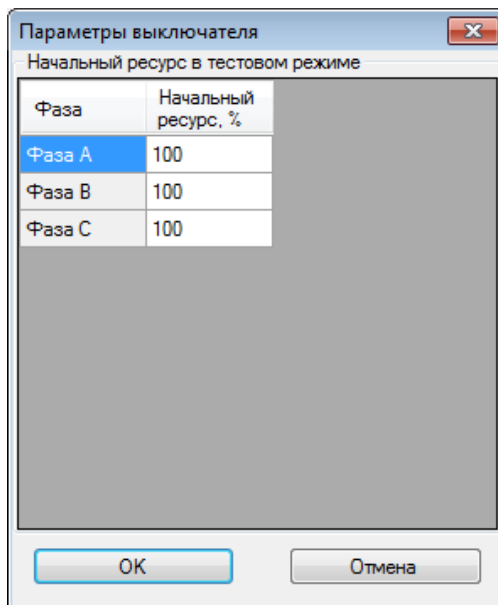 Параметры выключателя
Начальный ресурс в тестовом режиме
Фаза
Начальный
ресурс, %
Фаза A 100
Фаза B 100
Фаза C 100
OK Отмена